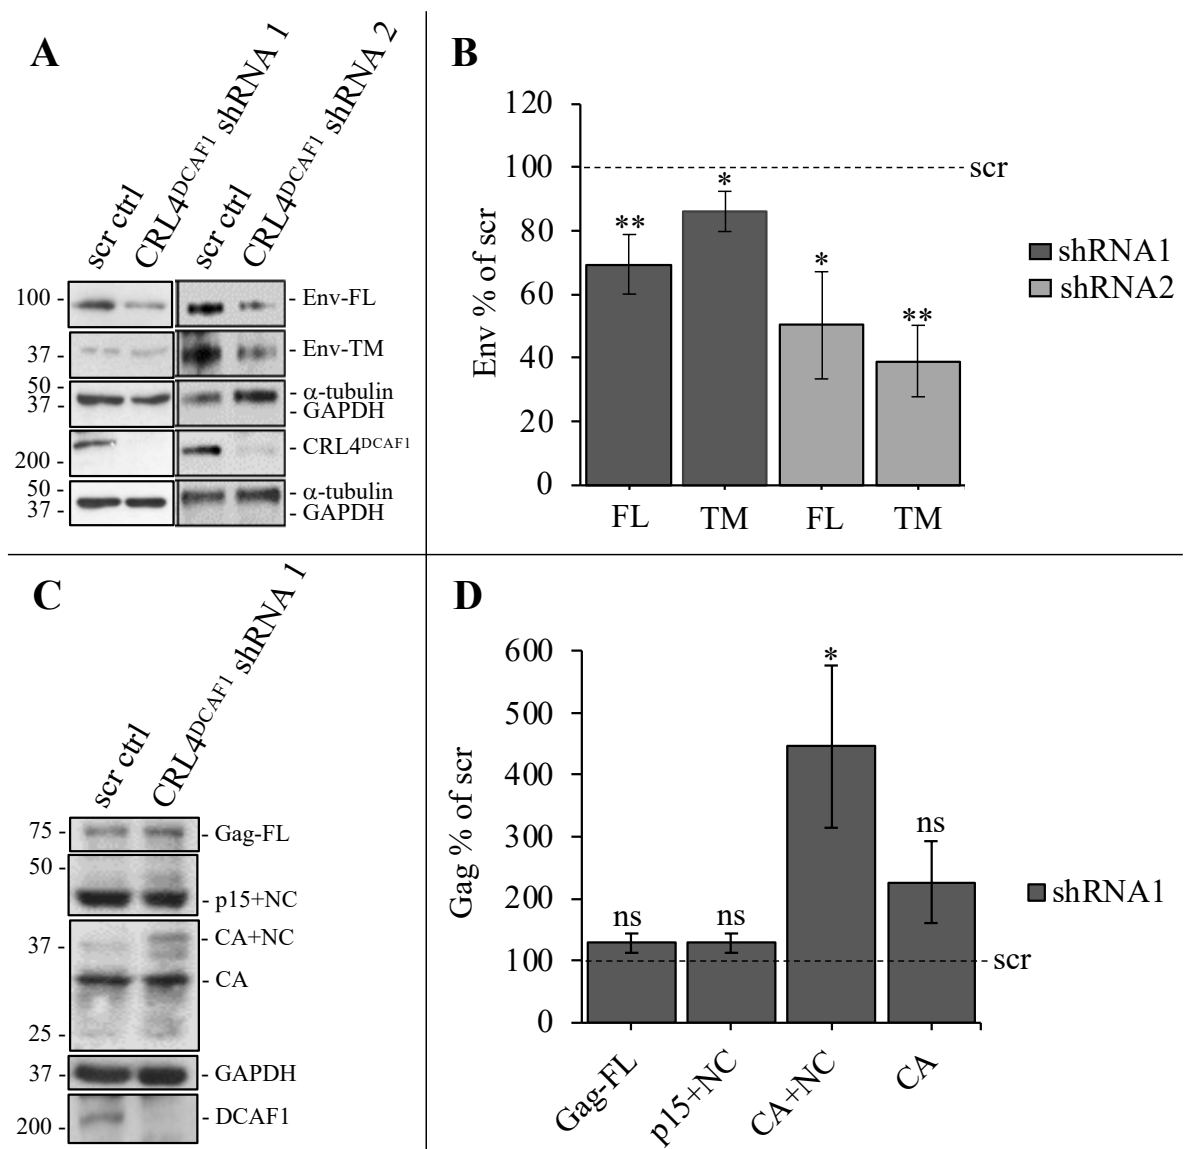 A
scr ctrl
CRL4DCAF1 shRNA 1
scr ctrl
CRL4DCAF1 shRNA 2
100 - - Env-FL
37 - - Env-TM
50 - - α-tubulin
37 - - GAPDH
200 - - CRL4DCAF1
50 - - α-tubulin
37 - - GAPDH
B
Env % of scr
120
100
80
60
40
20
0
scr
**
*
*
**
FL TM FL TM
shRNA1
shRNA2
C
scr ctrl
CRL4DCAF1 shRNA 1
75 - - Gag-FL
50 -
- p15+NC
37 - - CA+NC
- CA
25 -
37 - - GAPDH
200 - - DCAF1
D
Gag % of scr
600
500
400
300
200
100
0
ns
ns
*
ns
scr
Gag-FL
p15+NC
CA+NC
CA
shRNA1